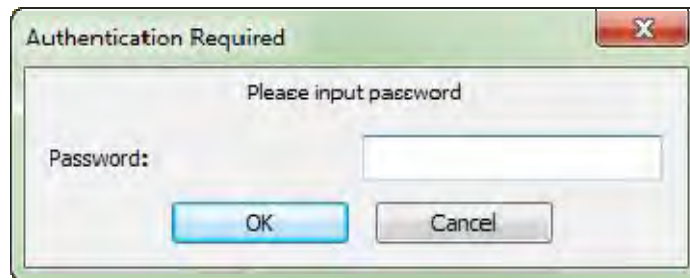 Authentication Required
Please input password
Password:
OK Cancel